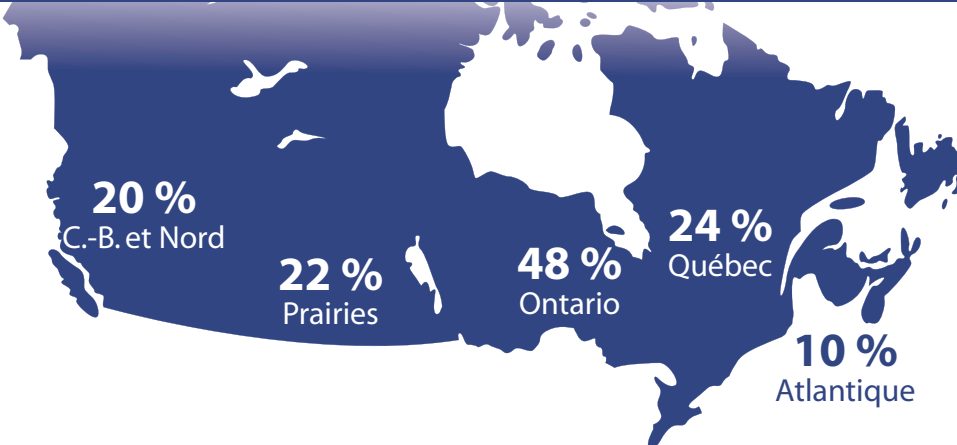 20 %
C.-B. et Nord
22 %
Prairies
48 %
Ontario
24 %
Québec
10 %
Atlantique